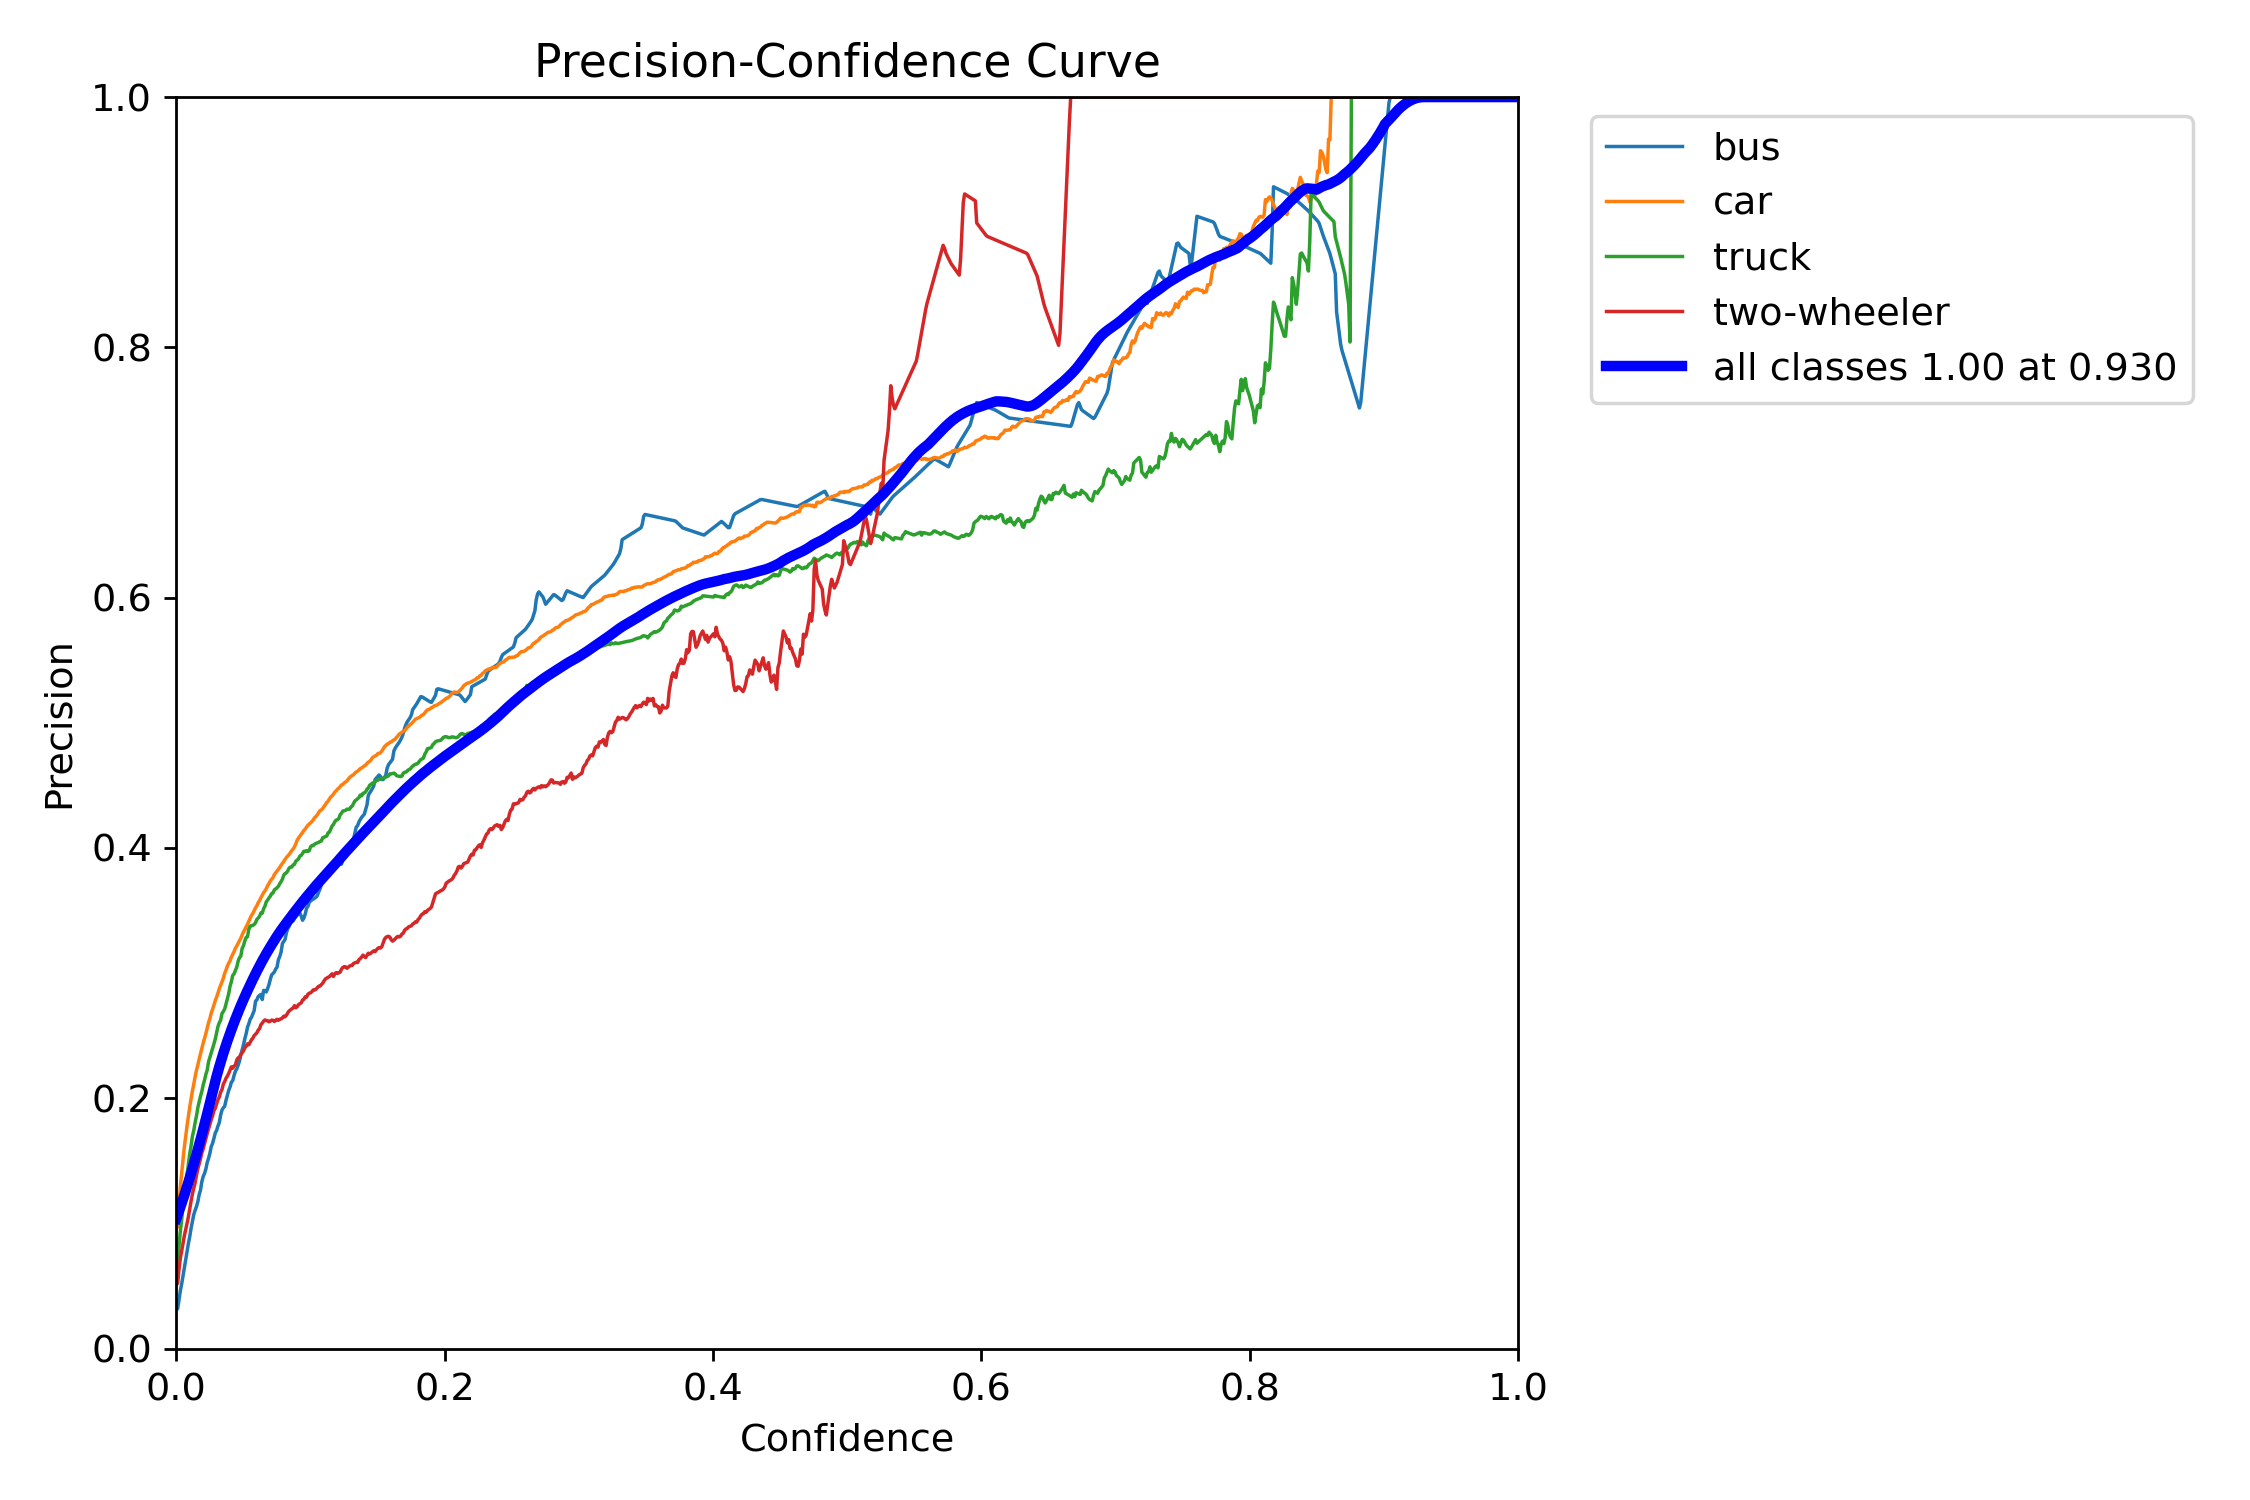 Precision-Confidence Curve
1.0
0.8
0.6
0.4
0.2
0.0
Precision
0.0 0.2 0.4 0.6 0.8 1.0
Confidence
bus
car
truck
two-wheeler
all classes 1.00 at 0.930